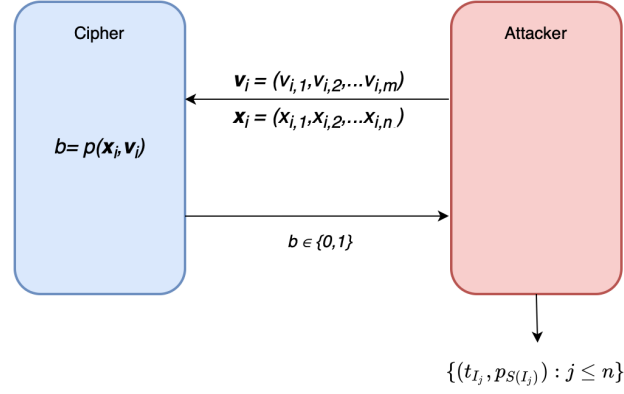 Cipher
Attacker
v_i = (v_{i,1},v_{i,2},...v_{i,m})
x_i = (x_{i,1},x_{i,2},...x_{i,n} )
b= p(x_i,v_i)
b ∈ {0,1}
{(t_{I_j}, p_{S(I_j)}) : j ≤ n}